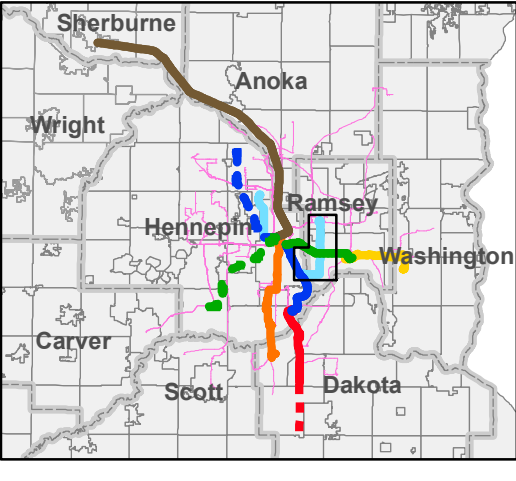 Sherburne
Anoka
Wright
Ramsey
Hennepin
Washington
Carver
Scott
Dakota